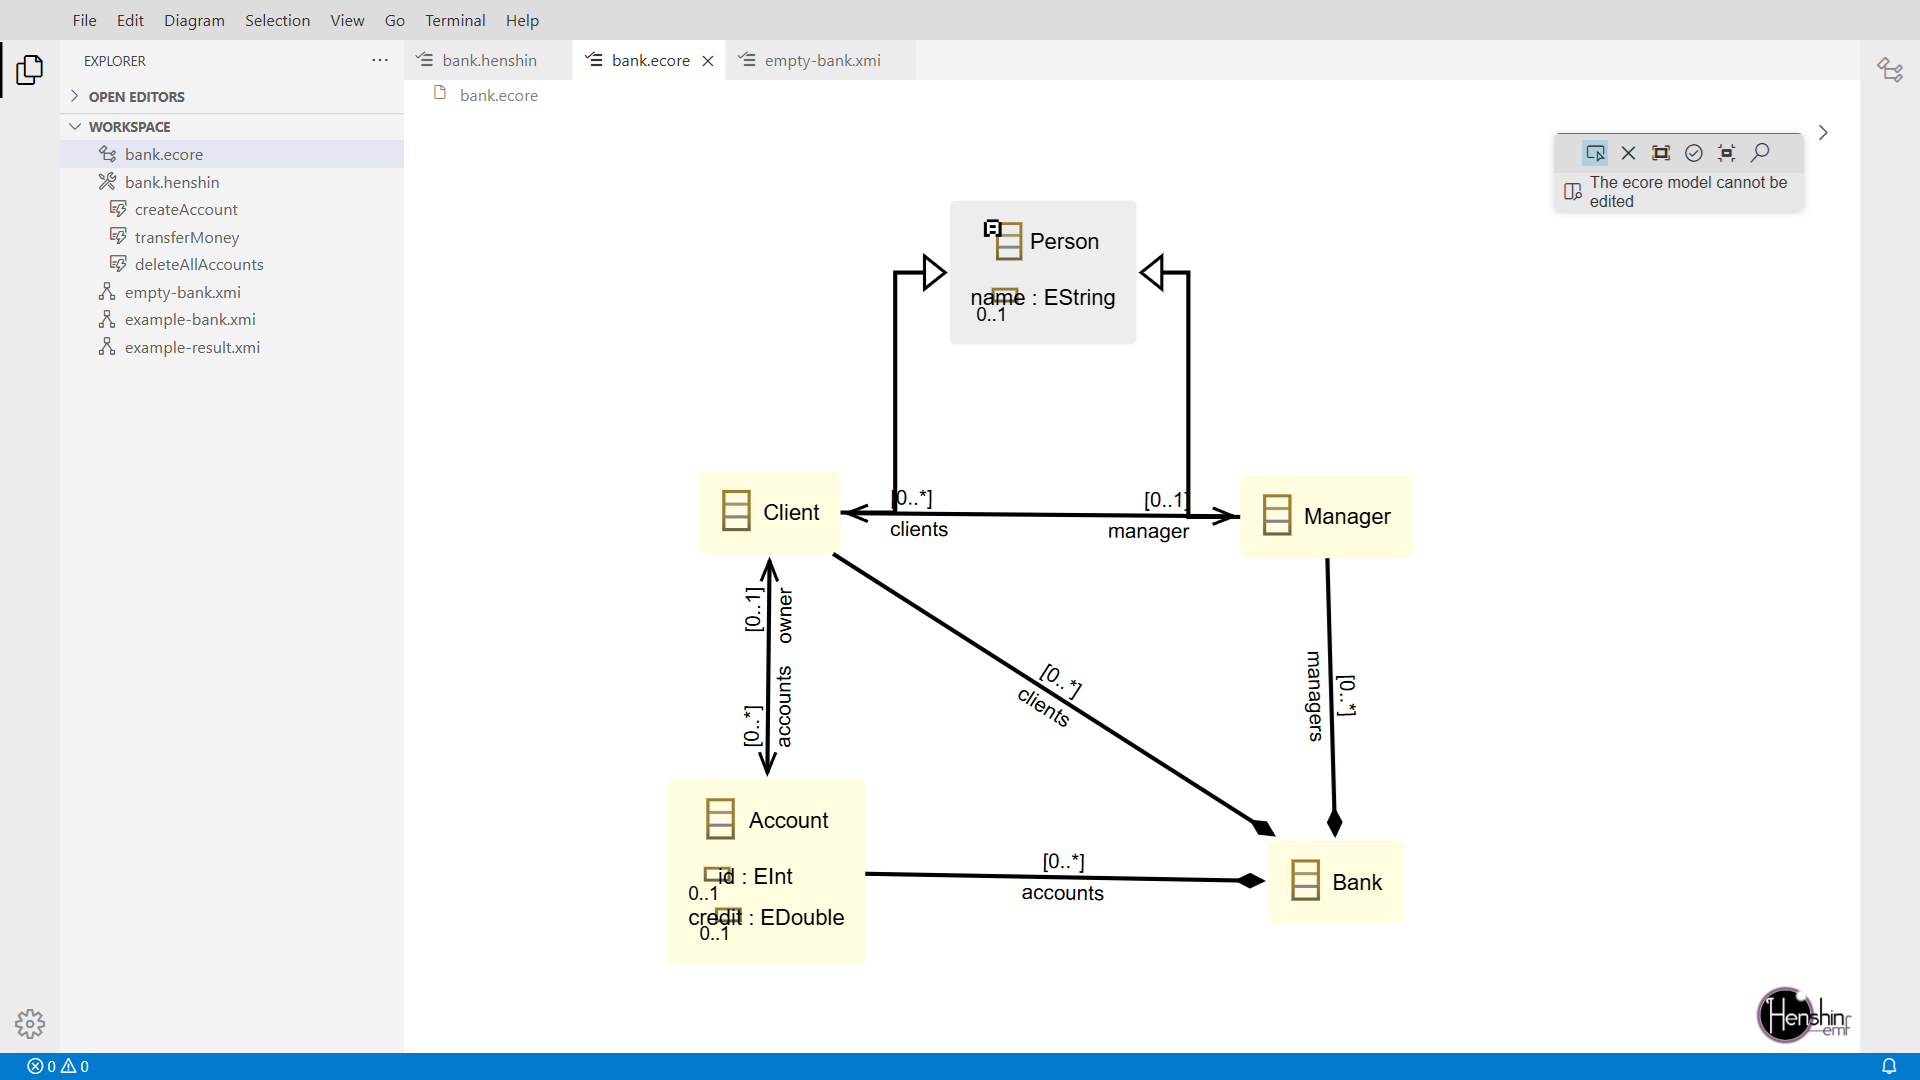 File Edit Diagram Selection View Go Terminal Help
EXPLORER
OPEN EDITORS
WORKSPACE
bank.ecore
bank.henshin
createAccount
transferMoney
deleteAllAccounts
empty-bank.xmi
example-bank.xmi
example-result.xmi
bank.henshin
bank.ecore
empty-bank.xmi
bank.ecore
The ecore model cannot be
edited
Person
name : EString
0..1
Client
[0..*]
clients
[0..1]
manager
Manager
[0..1]
owner
accounts
[0..*]
[0..*]
clients
managers
[0..*]
Account
id : EInt
0..1
credit : EDouble
0..1
[0..*]
accounts
Bank
Henshin
emf
0 0